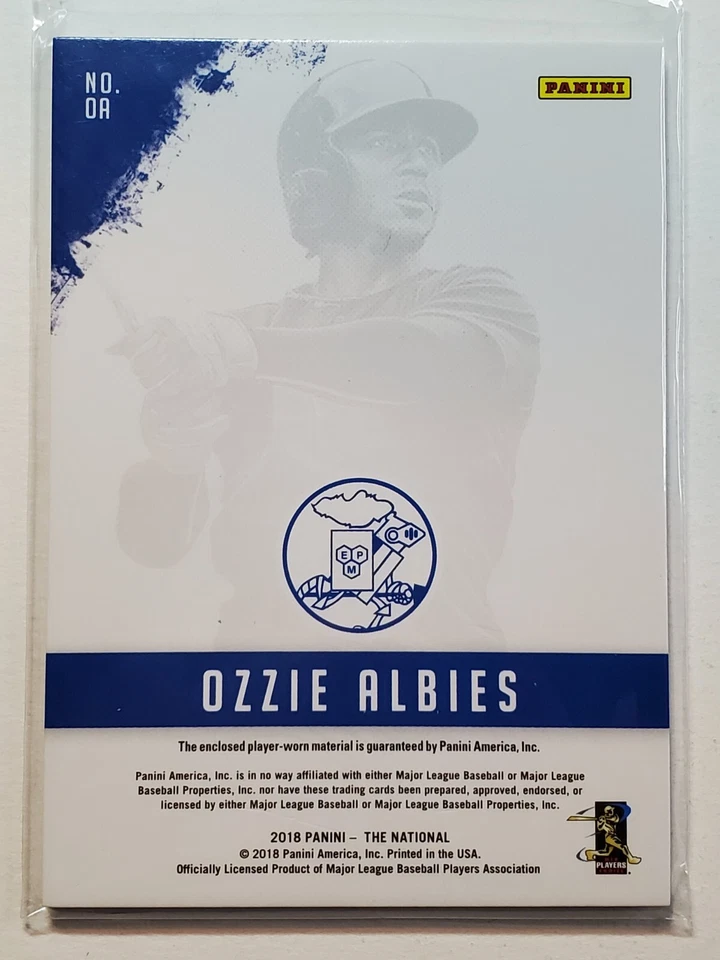 NO.
OA
PANINI
E P
M
OZZIE ALBIES
The enclosed player-worn material is guaranteed by Panini America, Inc.
Panini America, Inc. is in no way affiliated with either Major League Baseball or Major League
Baseball Properties, Inc. nor have these trading cards been prepared, approved, endorsed, or
licensed by either Major League Baseball or Major League Baseball Properties, Inc.
2018 PANINI – THE NATIONAL
© 2018 Panini America, Inc. Printed in the USA.
Officially Licensed Product of Major League Baseball Players Association
PLAYERS